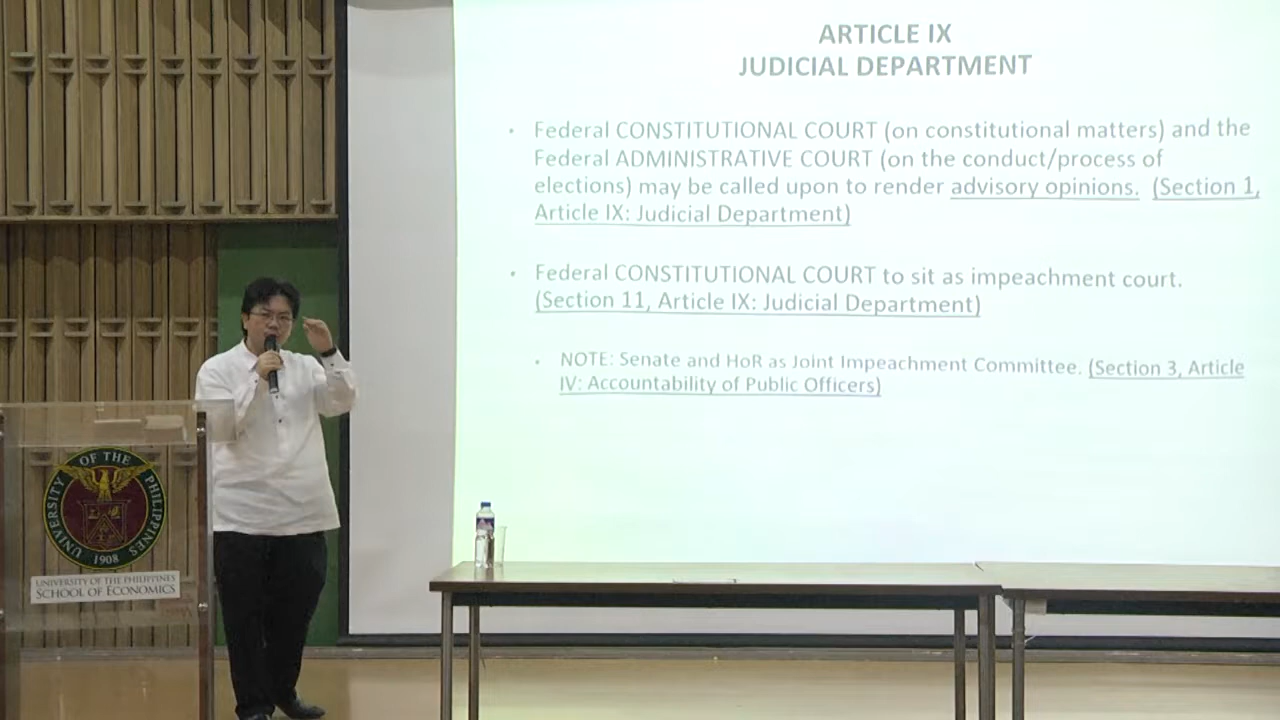 ARTICLE IX
JUDICIAL DEPARTMENT
• Federal CONSTITUTIONAL COURT (on constitutional matters) and the
Federal ADMINISTRATIVE COURT (on the conduct/process of
elections) may be called upon to render advisory opinions. (Section 1,
Article IX: Judicial Department)
• Federal CONSTITUTIONAL COURT to sit as impeachment court.
(Section 11, Article IX: Judicial Department)
• NOTE: Senate and HoR as Joint Impeachment Committee. (Section 3, Article
IV: Accountability of Public Officers)
UNIVERSITY OF THE PHILIPPINES
1908
UNIVERSITY OF THE PHILIPPINES
SCHOOL OF ECONOMICS